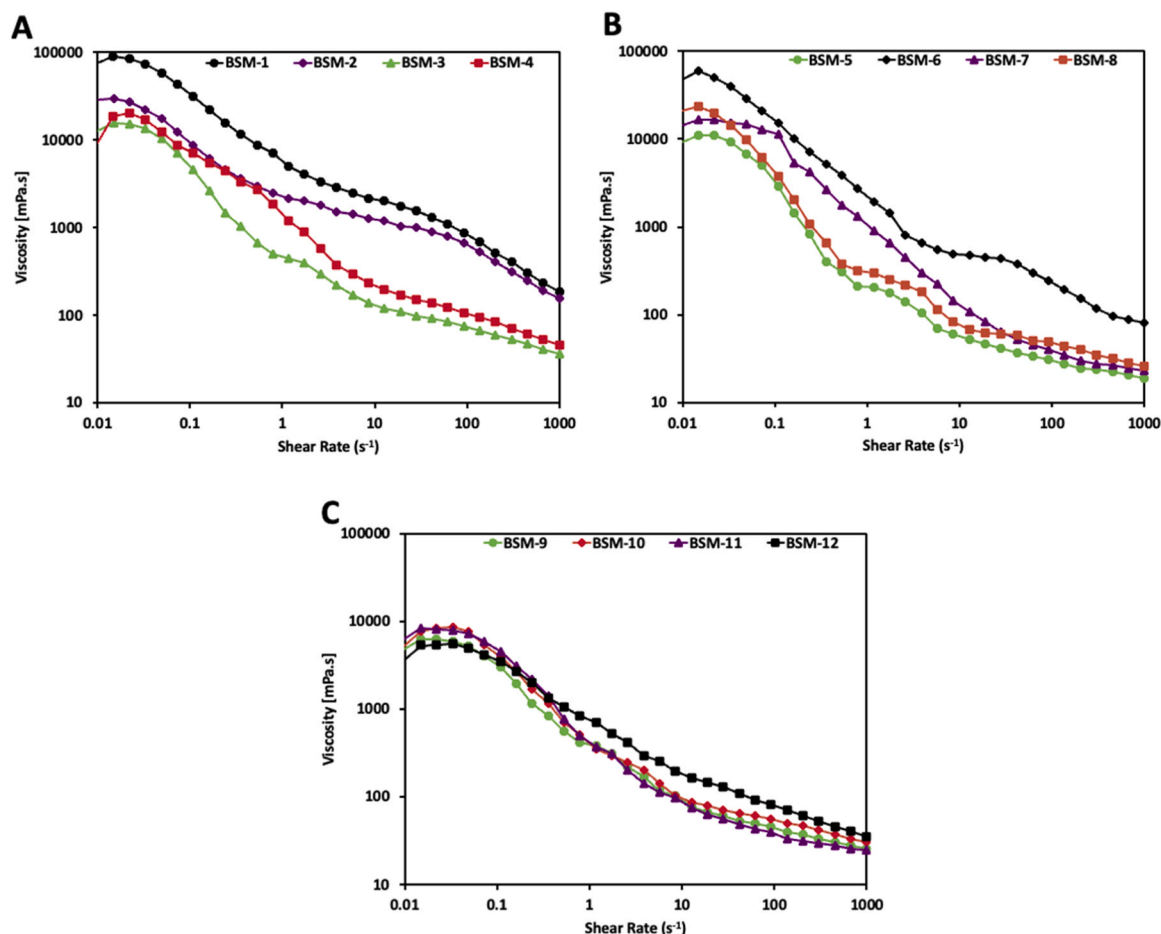 A
BSM-1 BSM-2 BSM-3 BSM-4
100000
10000
1000
100
10
Viscosity [mPa.s]
0.01 0.1 1 10 100 1000
Shear Rate (s⁻¹)
B
BSM-5 BSM-6 BSM-7 BSM-8
100000
10000
1000
100
10
Viscosity [mPa.s]
0.01 0.1 1 10 100 1000
Shear Rate (s⁻¹)
C
BSM-9 BSM-10 BSM-11 BSM-12
100000
10000
1000
100
10
Viscosity [mPa.s]
0.01 0.1 1 10 100 1000
Shear Rate (s⁻¹)